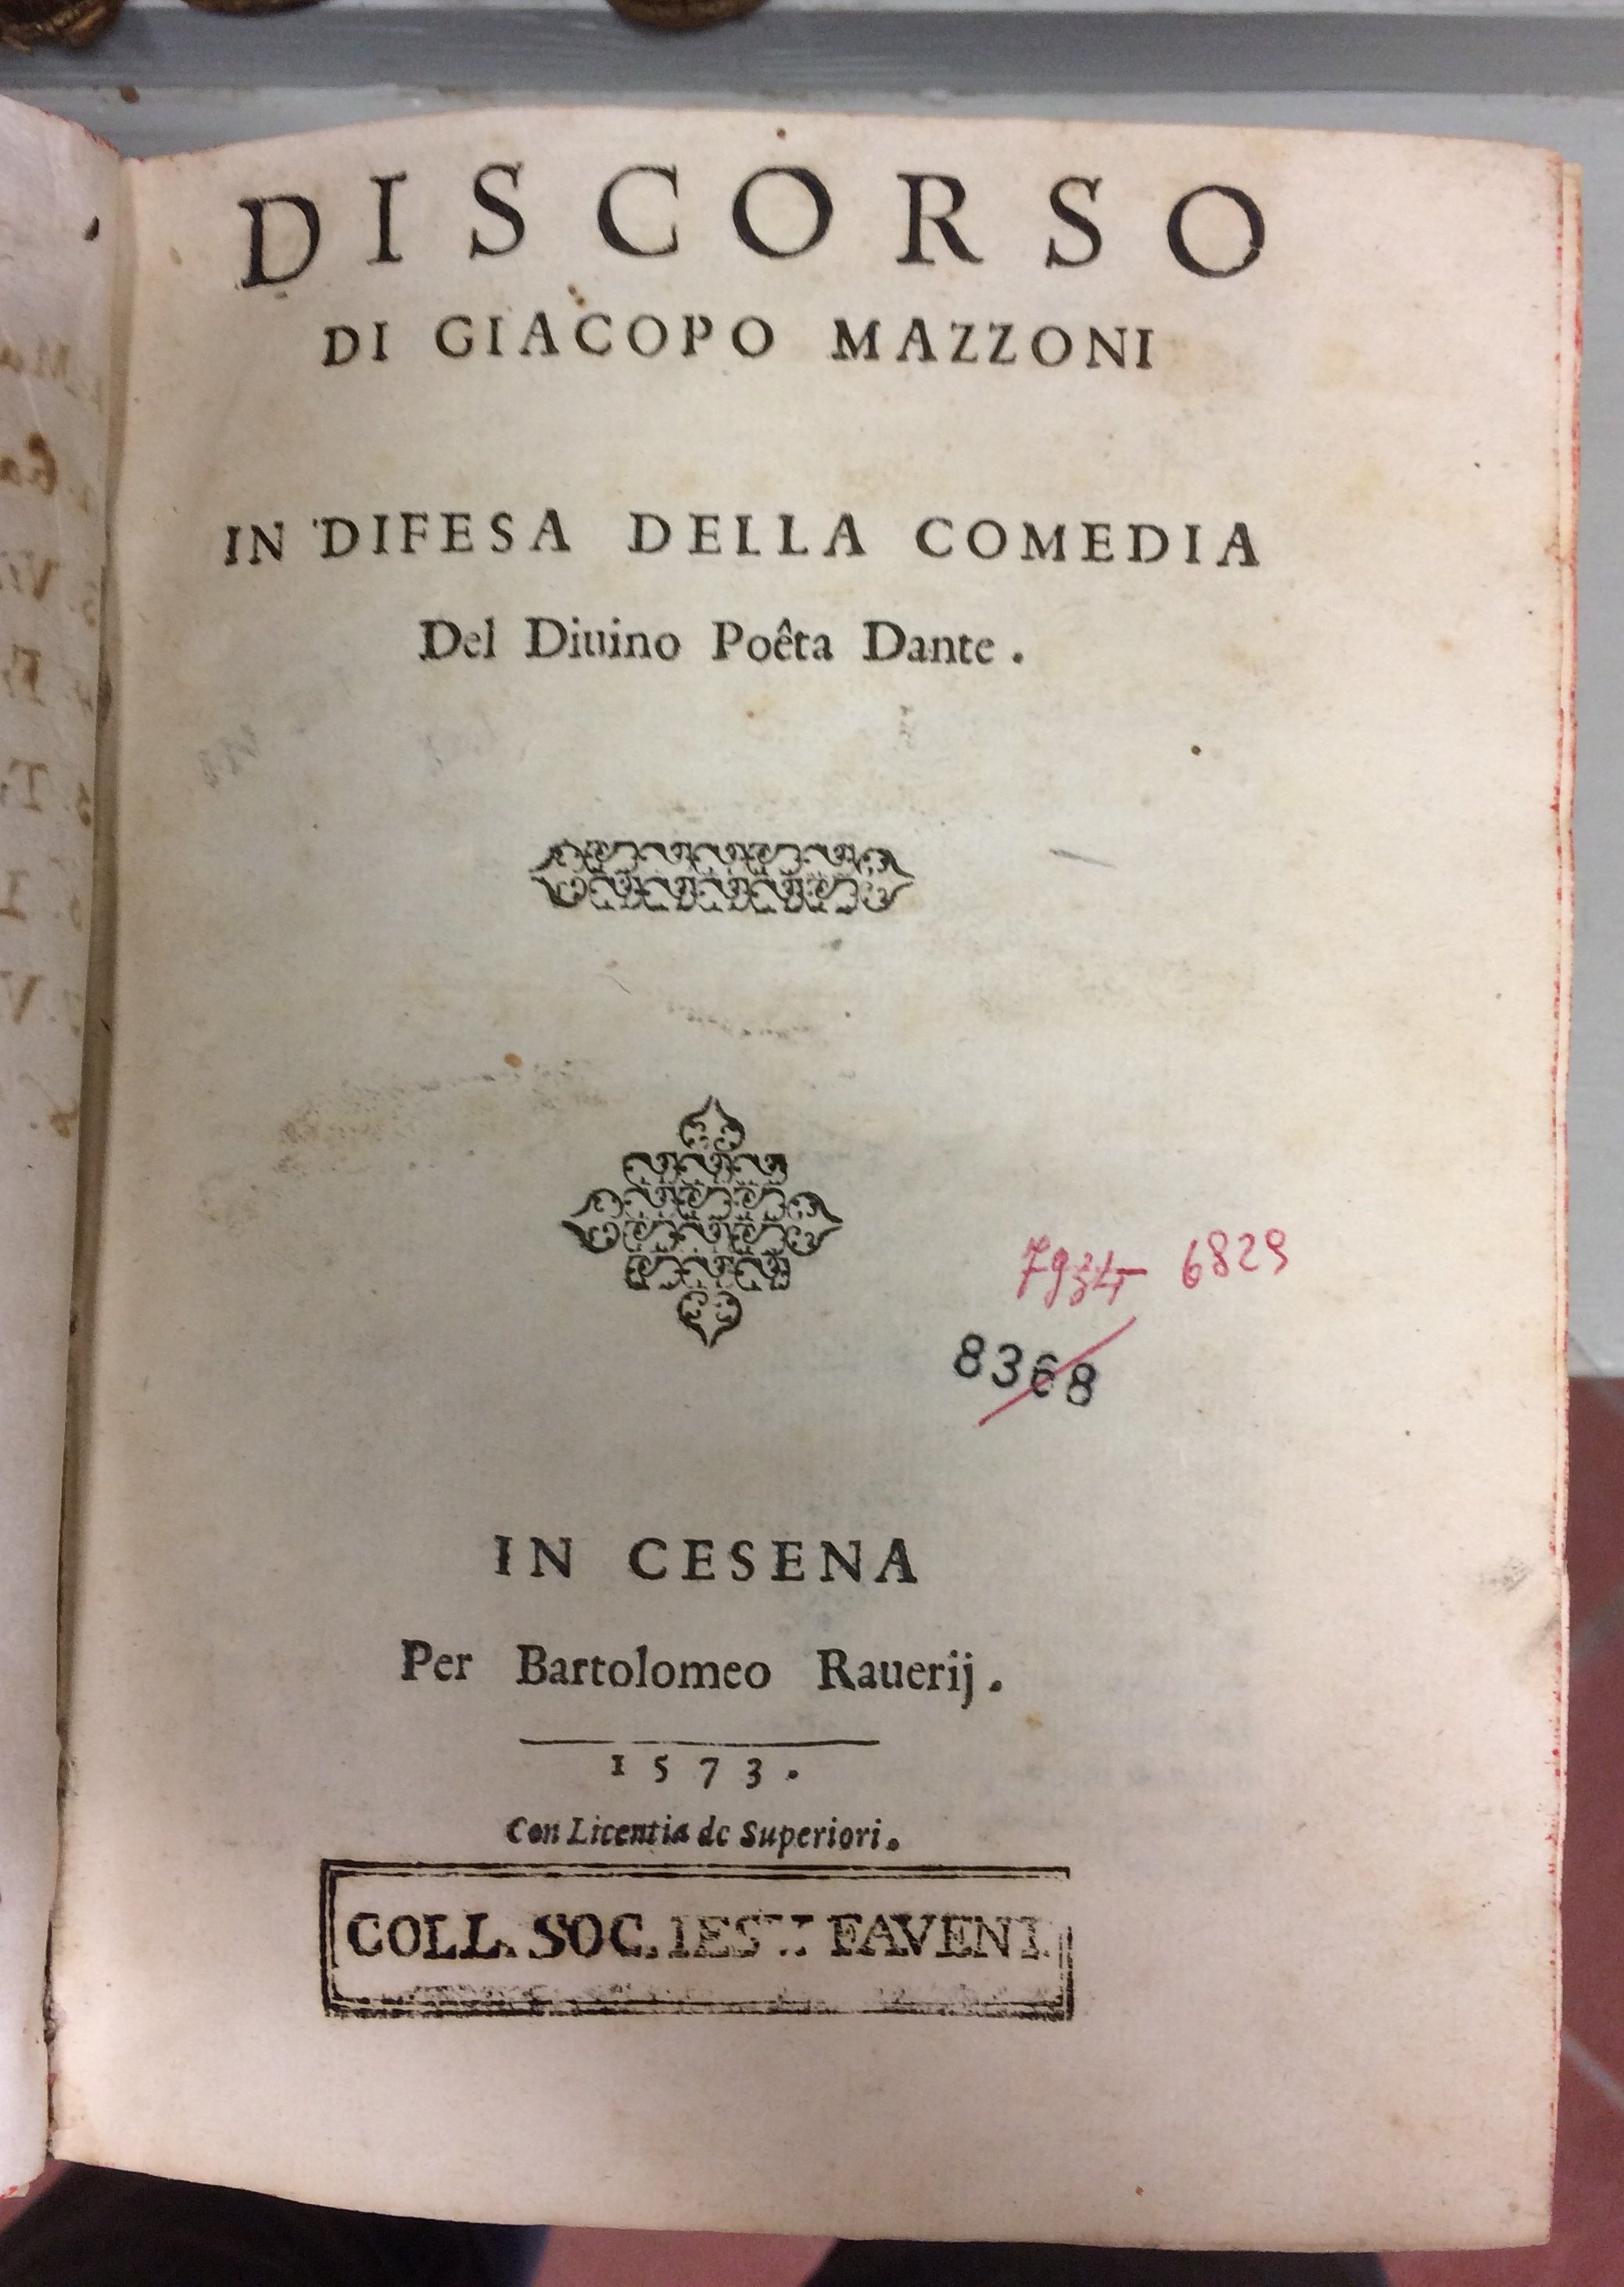 DISCORSO
DI GIACOPO MAZZONI
IN DIFESA DELLA COMEDIA
Del Diuino Poêta Dante.
6829
8368
IN CESENA
Per Bartolomeo Rauerij.
1573.
Con Licentia de Superiori.
COLL. SOC. IESV FAVENT.